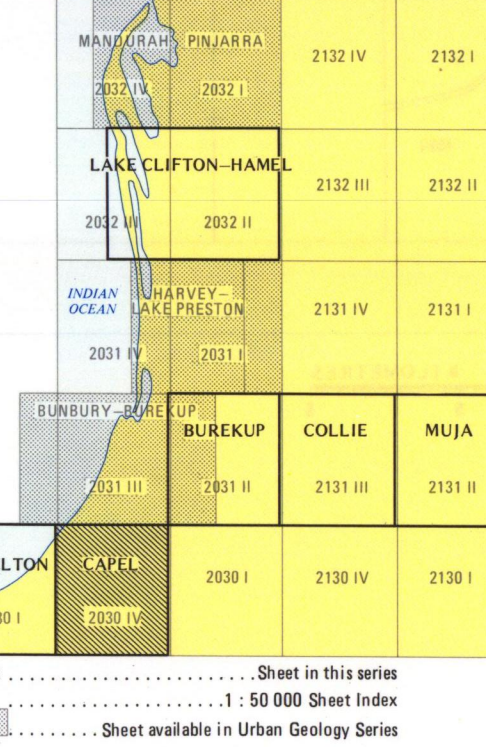 MANDURAH PINJARRA
2132 IV 2132 I
2032 IV 2032 I
LAKE CLIFTON–HAMEL
2132 III 2132 II
2032 III 2032 II
INDIAN
OCEAN
HARVEY–
LAKE PRESTON
2131 IV 2131 I
2031 IV 2031 I
BUNBURY–BUREKUP
BUREKUP COLLIE MUJA
2031 III 2031 II 2131 III 2131 II
LTON CAPEL
2030 I 2130 IV 2130 I
30 I 2030 IV
Sheet in this series
1 : 50 000 Sheet Index
Sheet available in Urban Geology Series